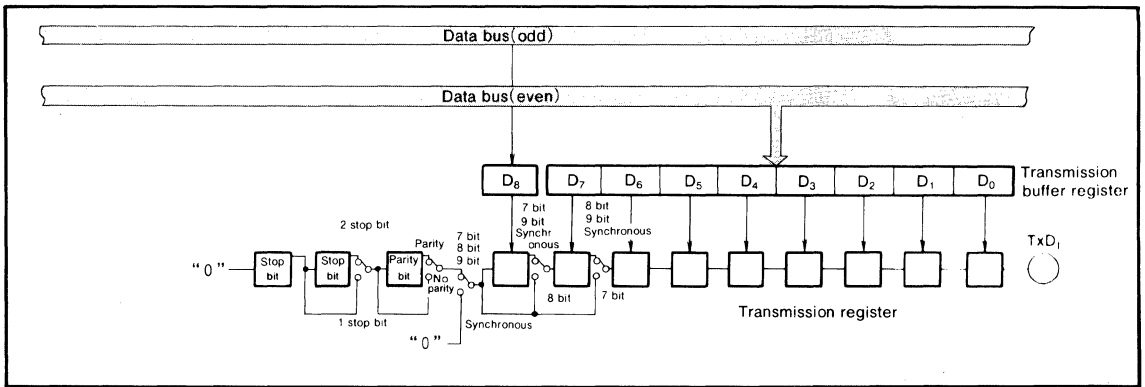 Data bus(odd)
Data bus(even)
D8 D7 D6 D5 D4 D3 D2 D1 D0
Transmission
buffer register
7 bit
9 bit
Synchr
onous
8 bit
9 bit
Synchronous
2 stop bit
Parity
7 bit
8 bit
9 bit
TxDI
“0”
Stop
bit
Stop
bit
Parity
bit
No
parity
8 bit
7 bit
1 stop bit
Synchronous
“0”
Transmission register